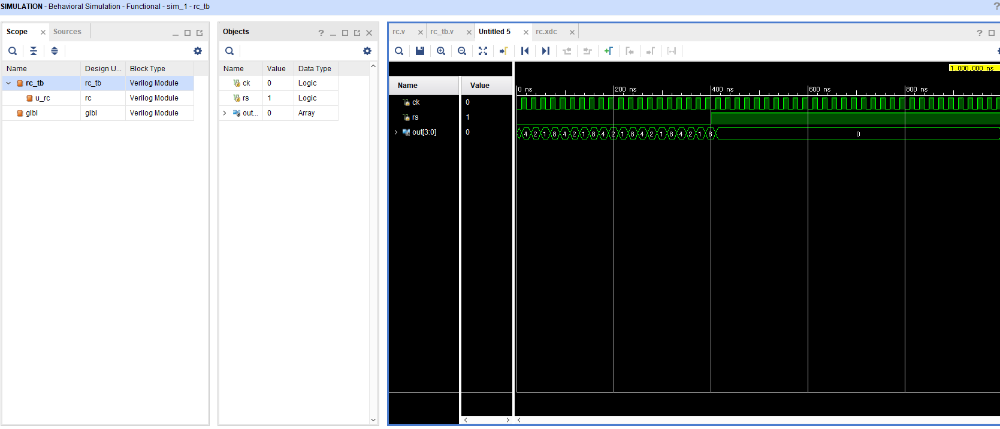 SIMULATION - Behavioral Simulation - Functional - sim_1 - rc_tb
?
Scope
Sources
Name Design U... Block Type
rc_tb rc_tb Verilog Module
u_rc rc Verilog Module
glbl glbl Verilog Module
Objects
?
Name Value Data Type
ck 0 Logic
rs 1 Logic
out... 0 Array
rc.v rc_tb.v Untitled 5 rc.xdc
?
1,000,000 ns
Name Value
0 ns 200 ns 400 ns 600 ns 800 ns
ck 0
rs 1
out[3:0] 0
4 2 1 8 4 2 1 8 4 2 1 8 4 2 1 8 4 2 1 8 0